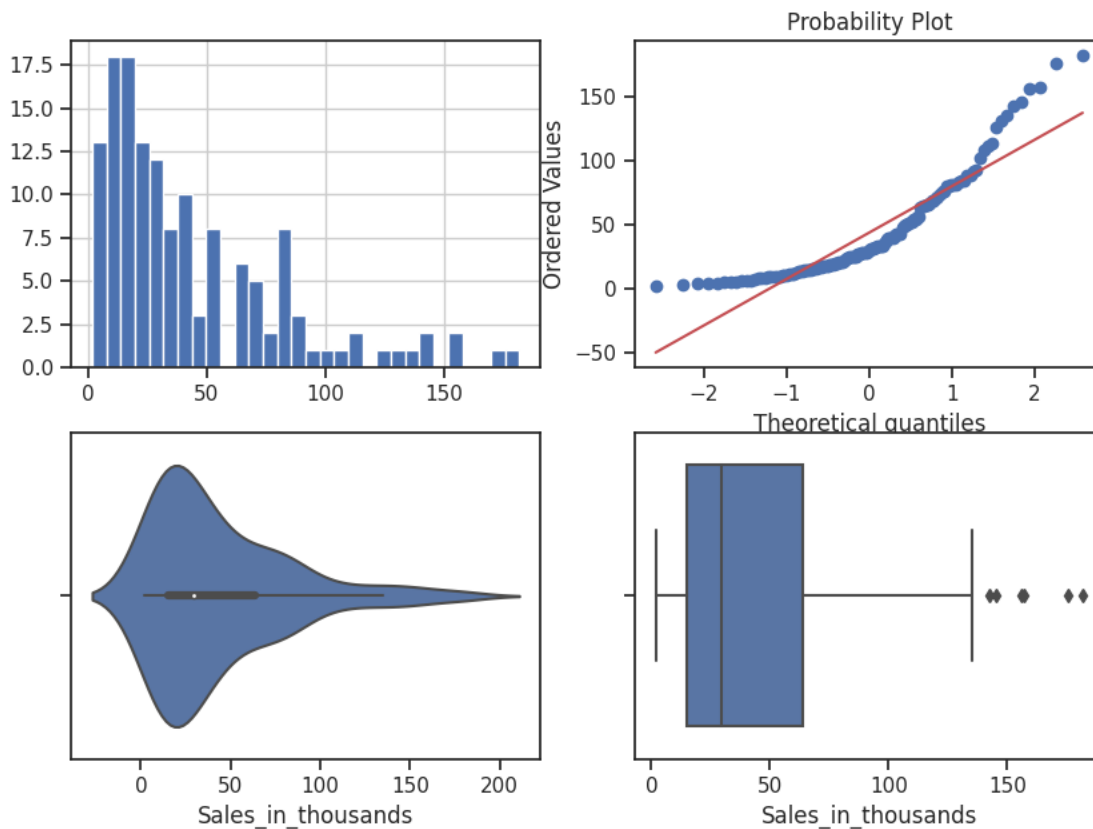 Probability Plot
17.5
15.0
12.5
10.0
7.5
5.0
2.5
0.0
0 50 100 150
Ordered Values
150
100
50
0
−50
−2 −1 0 1 2
Theoretical quantiles
0 50 100 150 200
Sales_in_thousands
0 50 100 150
Sales_in_thousands